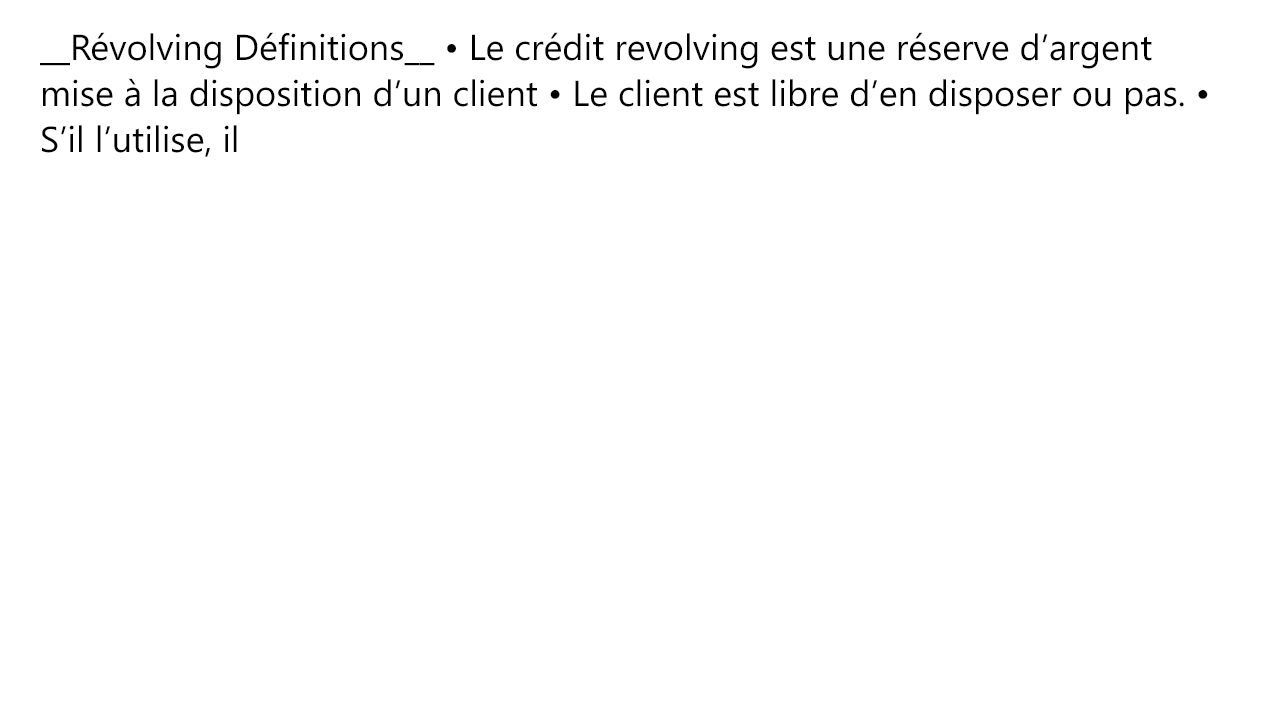 __Révolving Définitions__ • Le crédit revolving est une réserve d’argent
mise à la disposition d’un client • Le client est libre d’en disposer ou pas. •
S’il l’utilise, il